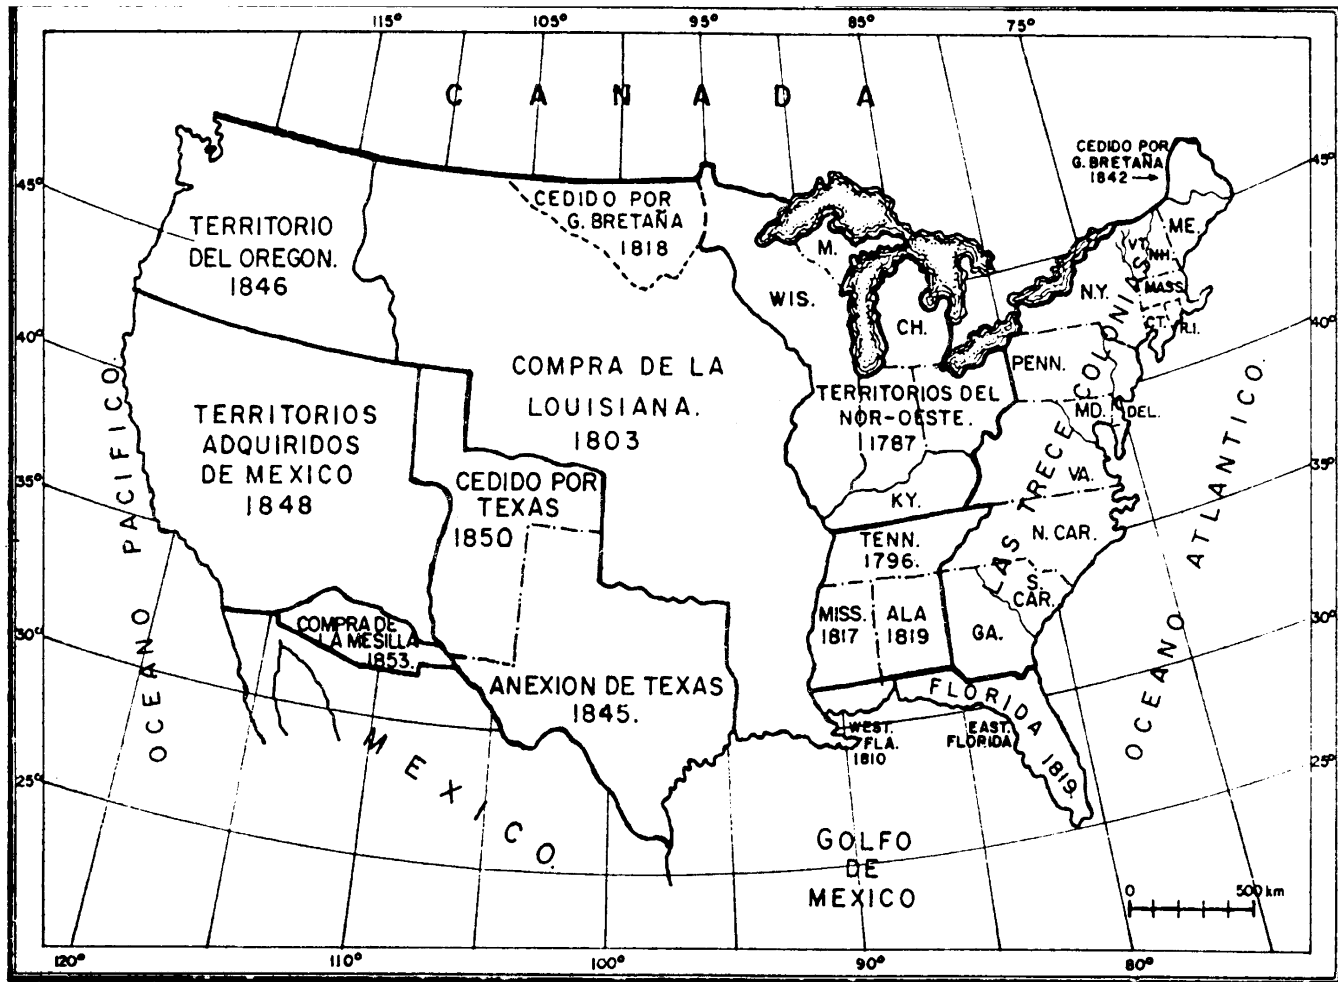 115°
105°
95°
85°
75°
CANADA
CEDIDO POR
G. BRETAÑA
1842
45°
45°
CEDIDO POR
G. BRETAÑA
1818
TERRITORIO
DEL OREGON.
1846
M.
WIS.
CH.
ME.
VT.
NH.
N.Y.
MASS.
CT.
R.I.
40°
40°
PENN.
MD.
DEL.
COMPRA DE LA
LOUISIANA.
1803
TERRITORIOS DEL
NOR-OESTE.
1787
TERRITORIOS
ADQUIRIDOS
DE MEXICO
1848
CEDIDO POR
TEXAS
1850
35°
35°
KY.
VA.
LAS TRECE COLONIAS
TENN.
1796.
N. CAR.
S.
CAR.
MISS.
1817
ALA
1819
GA.
30°
30°
COMPRA DE
LA MESILLA
1853.
ANEXION DE TEXAS
1845.
FLORIDA 1819.
WEST.
FLA.
1810
EAST.
FLORIDA
OCEANO PACIFICO.
OCEANO ATLANTICO.
25°
25°
MEXICO.
GOLFO
DE
MEXICO
0 500 km
120°
110°
100°
90°
80°